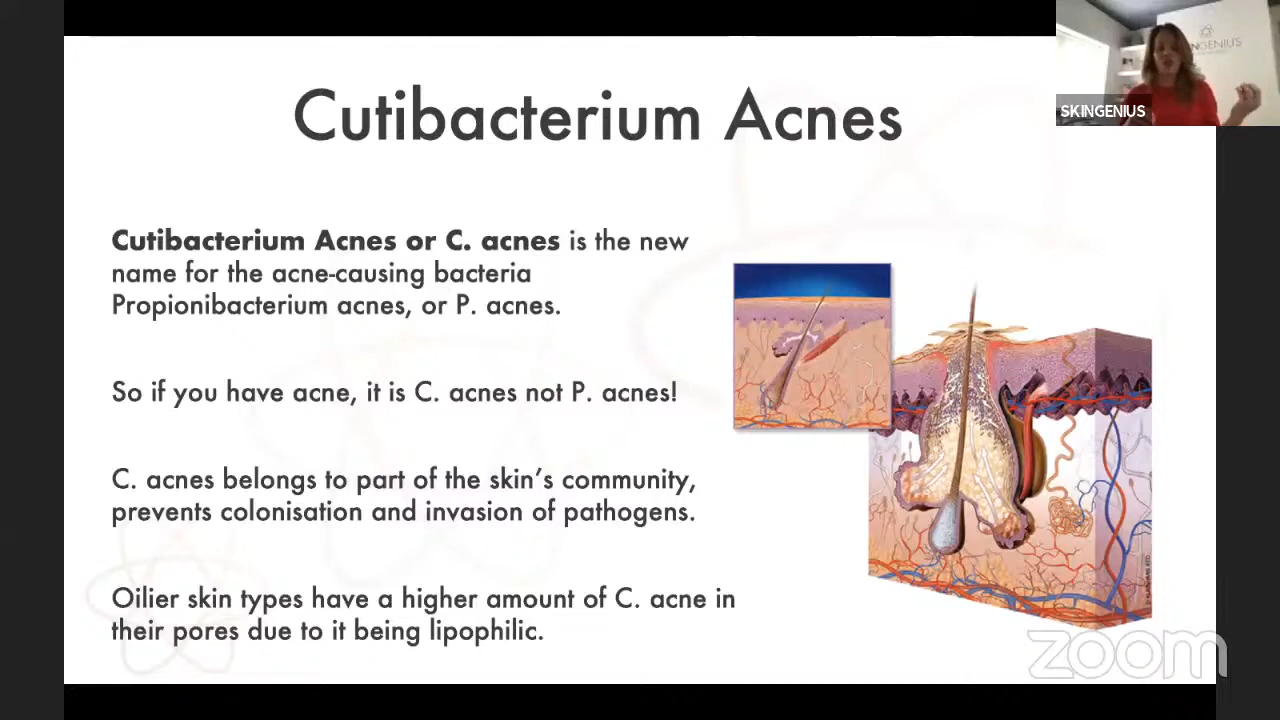 Cutibacterium Acnes
SKINGENIUS
Cutibacterium Acnes or C. acnes is the new
name for the acne-causing bacteria
Propionibacterium acnes, or P. acnes.
So if you have acne, it is C. acnes not P. acnes!
C. acnes belongs to part of the skin’s community,
prevents colonisation and invasion of pathogens.
Oilier skin types have a higher amount of C. acne in
their pores due to it being lipophilic.
zoom